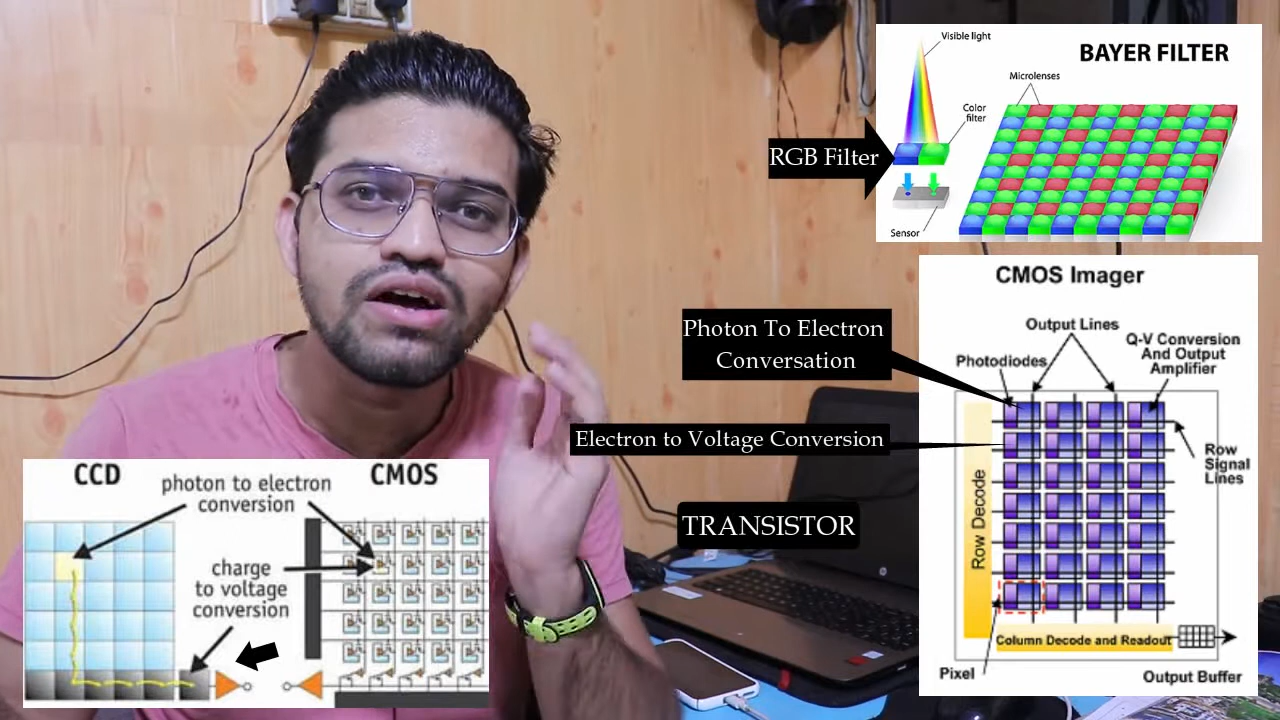 Visible light
BAYER FILTER
Microlenses
Color
filter
RGB Filter
Sensor
CMOS Imager
Output Lines
Q-V Conversion
And Output
Amplifier
Photodiodes
Photon To Electron
Conversation
Electron to Voltage Conversion
Row
Signal
Lines
Row Decode
TRANSISTOR
Column Decode and Readout
Pixel
Output Buffer
CCD
CMOS
photon to electron
conversion
charge
to voltage
conversion